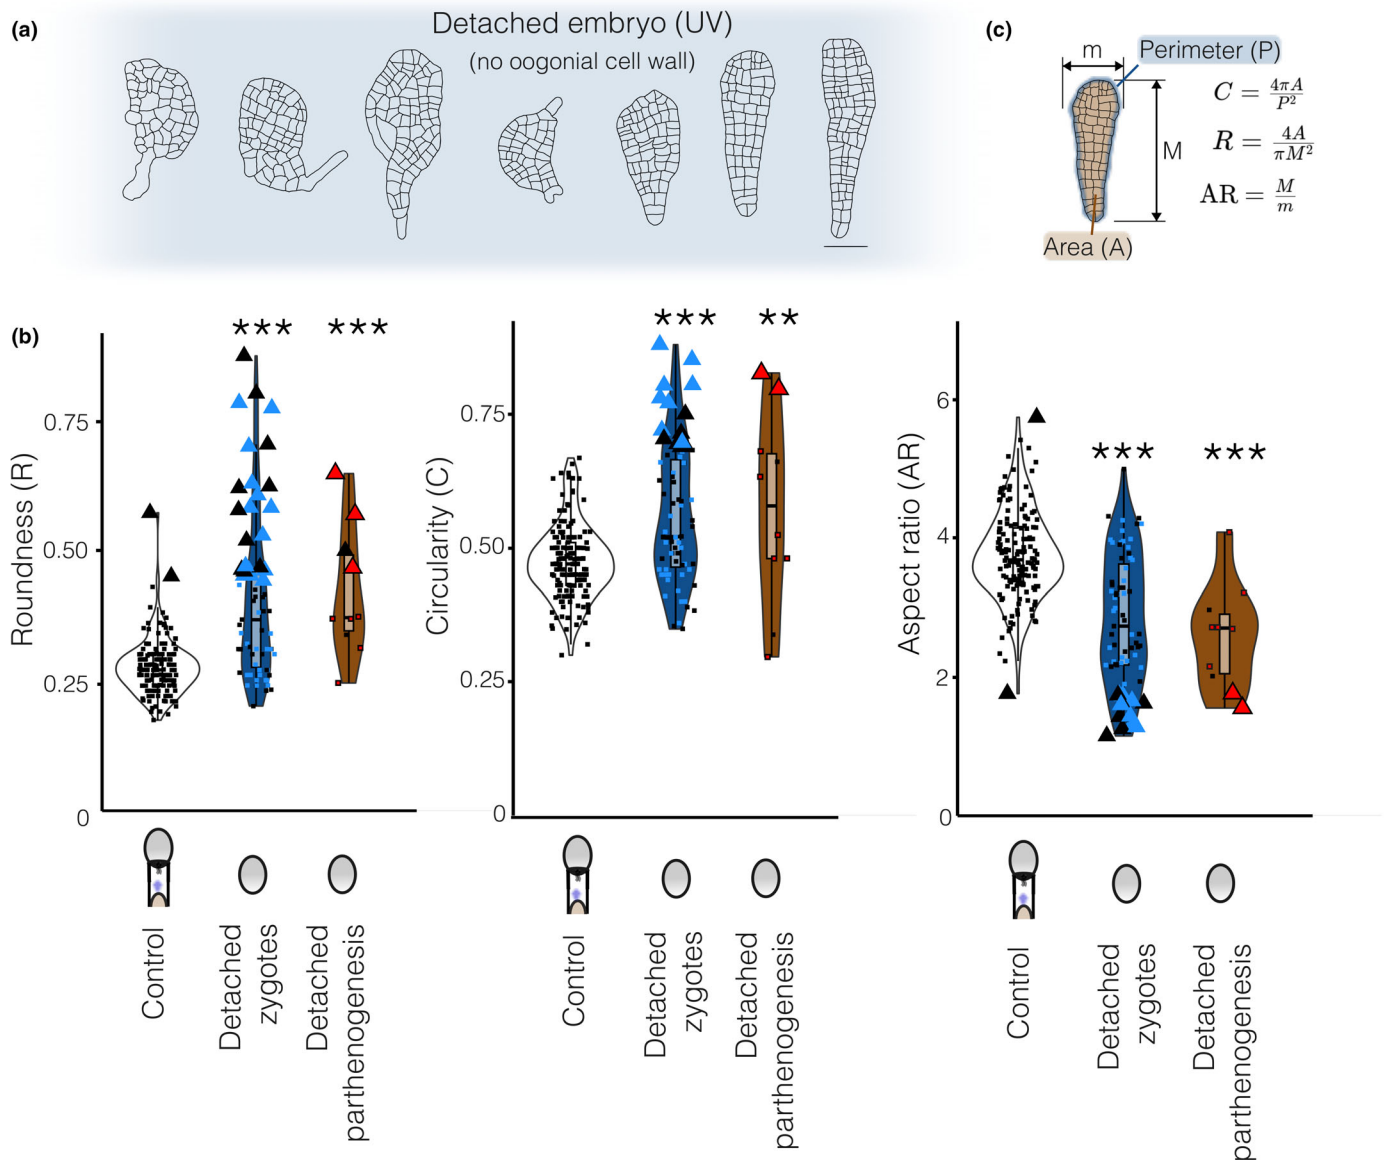 (a)
Detached embryo (UV)
(no oogonial cell wall)
(c)
m
Perimeter (P)
M
C = 4πA/P²
R = 4A/πM²
AR = M/m
Area (A)
(b)
Roundness (R)
0.75
0.50
0.25
0
*** ***
Control
Detached
zygotes
Detached
parthenogenesis
Circularity (C)
0.75
0.50
0.25
0
*** **
Control
Detached
zygotes
Detached
parthenogenesis
Aspect ratio (AR)
6
4
2
0
*** ***
Control
Detached
zygotes
Detached
parthenogenesis